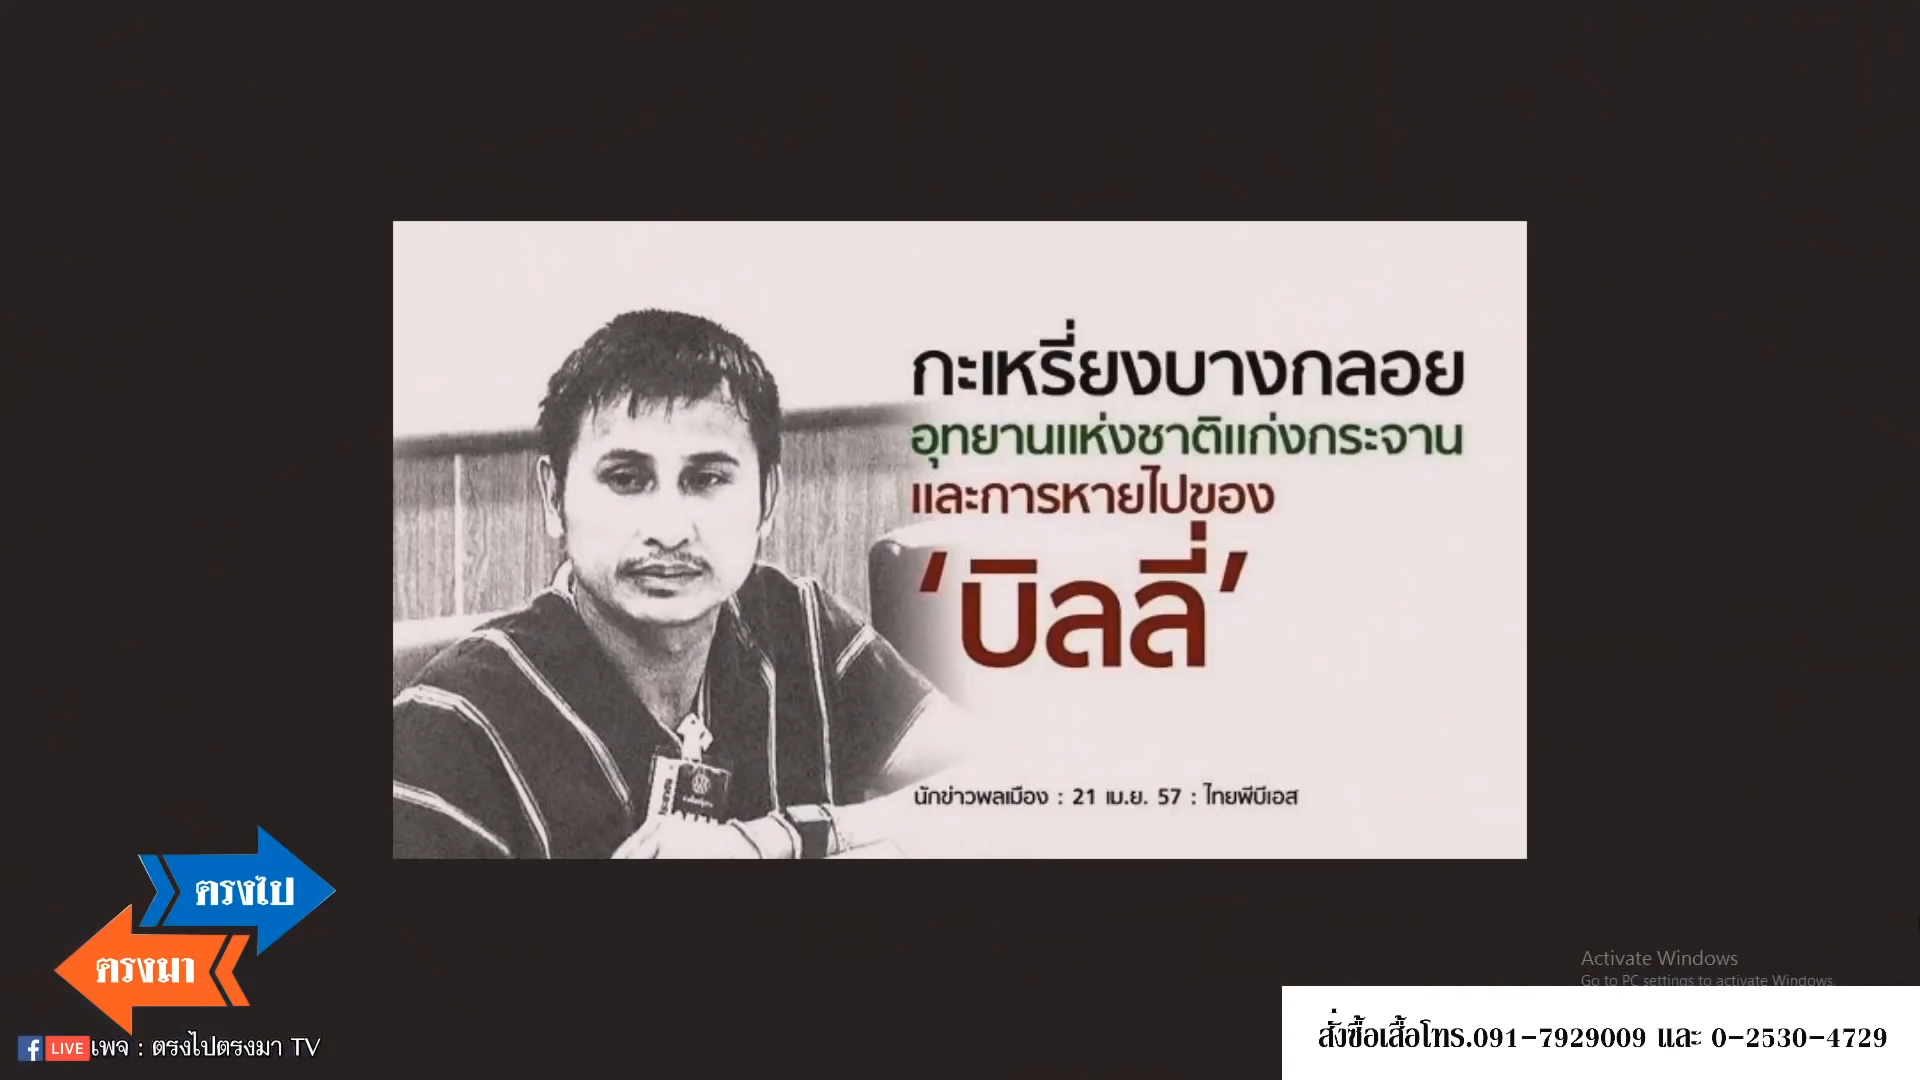 กะเหรี่ยงบางกลอย
อุทยานแห่งชาติแก่งกระจาน
และการหายไปของ
‘บิลลี่’
นักข่าวพลเมือง : 21 เม.ย. 57 : ไทยพีบีเอส
ตรงไป
ตรงมา
f LIVE เพจ : ตรงไปตรงมา TV
Activate Windows
Go to PC settings to activate Windows.
สั่งซื้อเสื้อโทร.091-7929009 และ 0-2530-4729